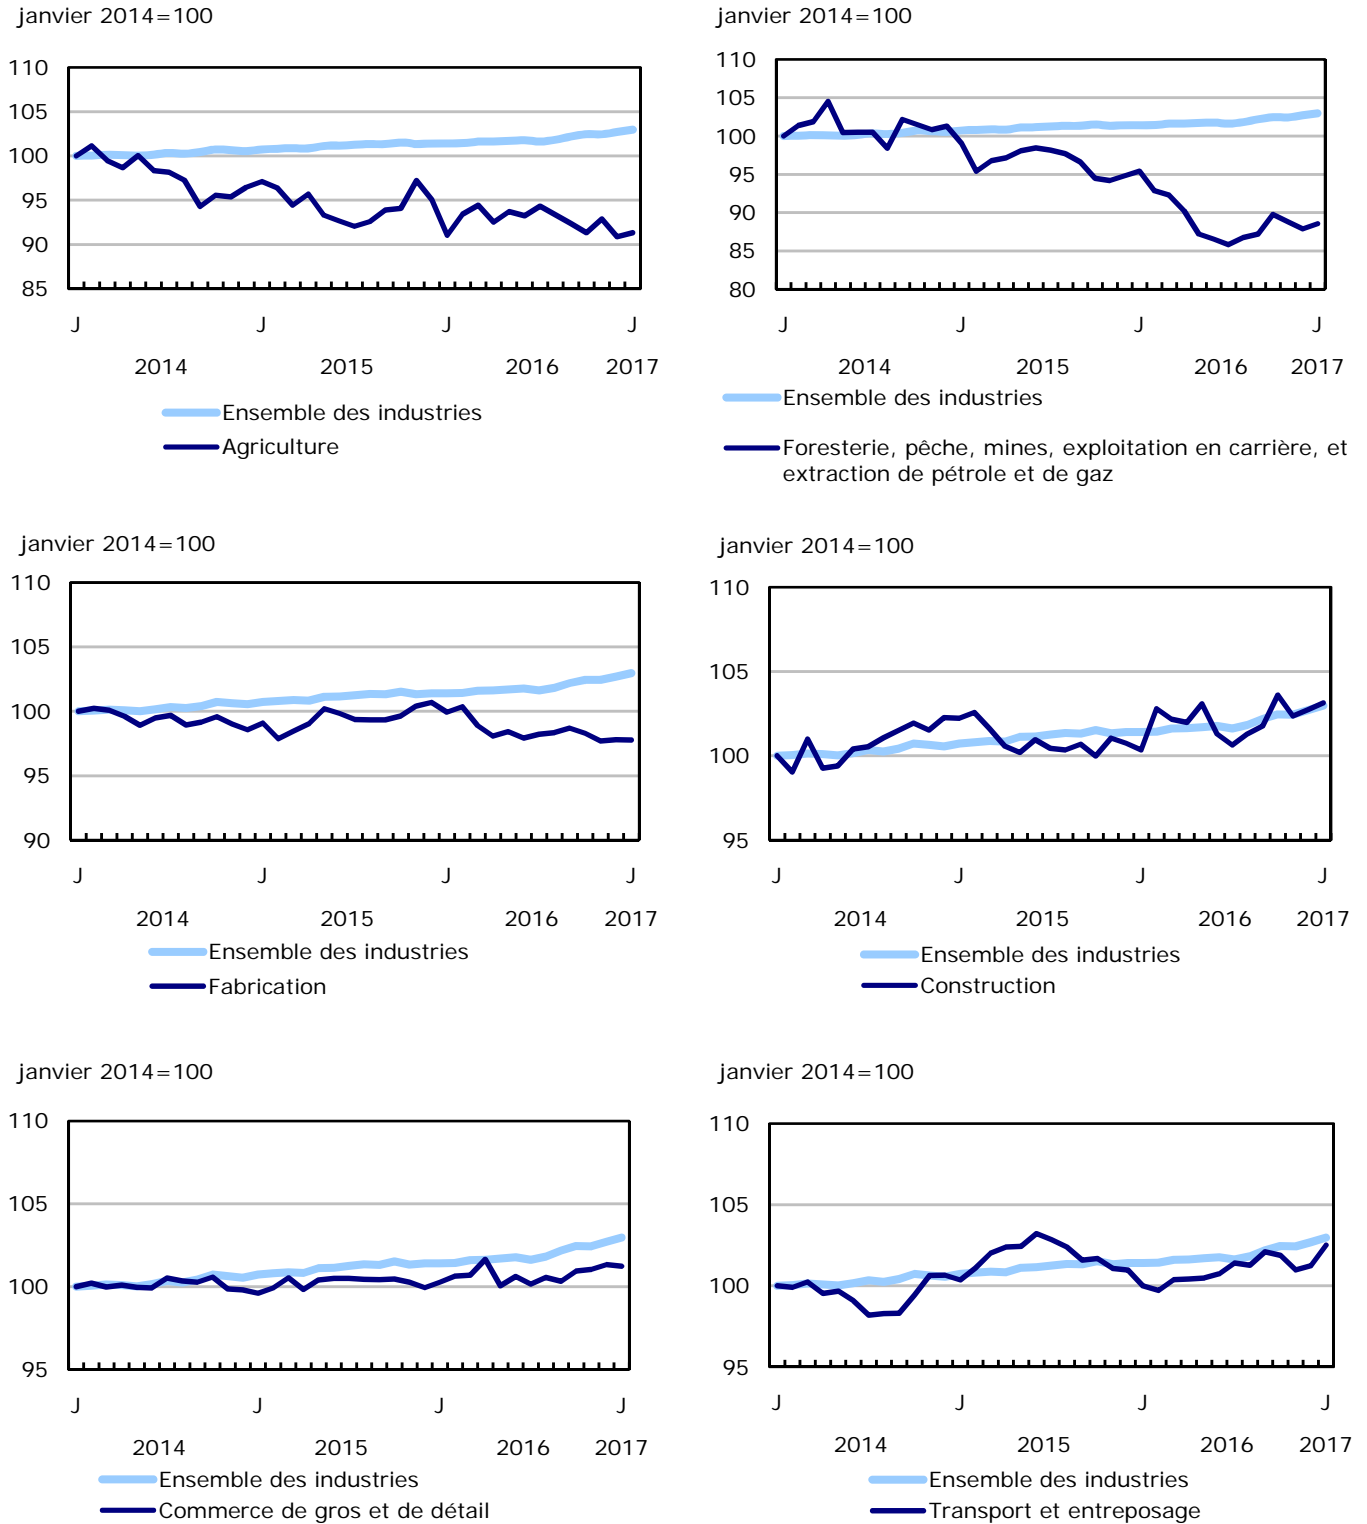 janvier 2014=100
110
105
100
95
90
85
J J J J
2014 2015 2016 2017
Ensemble des industries
Agriculture
janvier 2014=100
110
105
100
95
90
85
80
J J J J
2014 2015 2016 2017
Ensemble des industries
Foresterie, pêche, mines, exploitation en carrière, et
extraction de pétrole et de gaz
janvier 2014=100
110
105
100
95
90
J J J J
2014 2015 2016 2017
Ensemble des industries
Fabrication
janvier 2014=100
110
105
100
95
J J J J
2014 2015 2016 2017
Ensemble des industries
Construction
janvier 2014=100
110
105
100
95
J J J J
2014 2015 2016 2017
Ensemble des industries
Commerce de gros et de détail
janvier 2014=100
110
105
100
95
J J J J
2014 2015 2016 2017
Ensemble des industries
Transport et entreposage